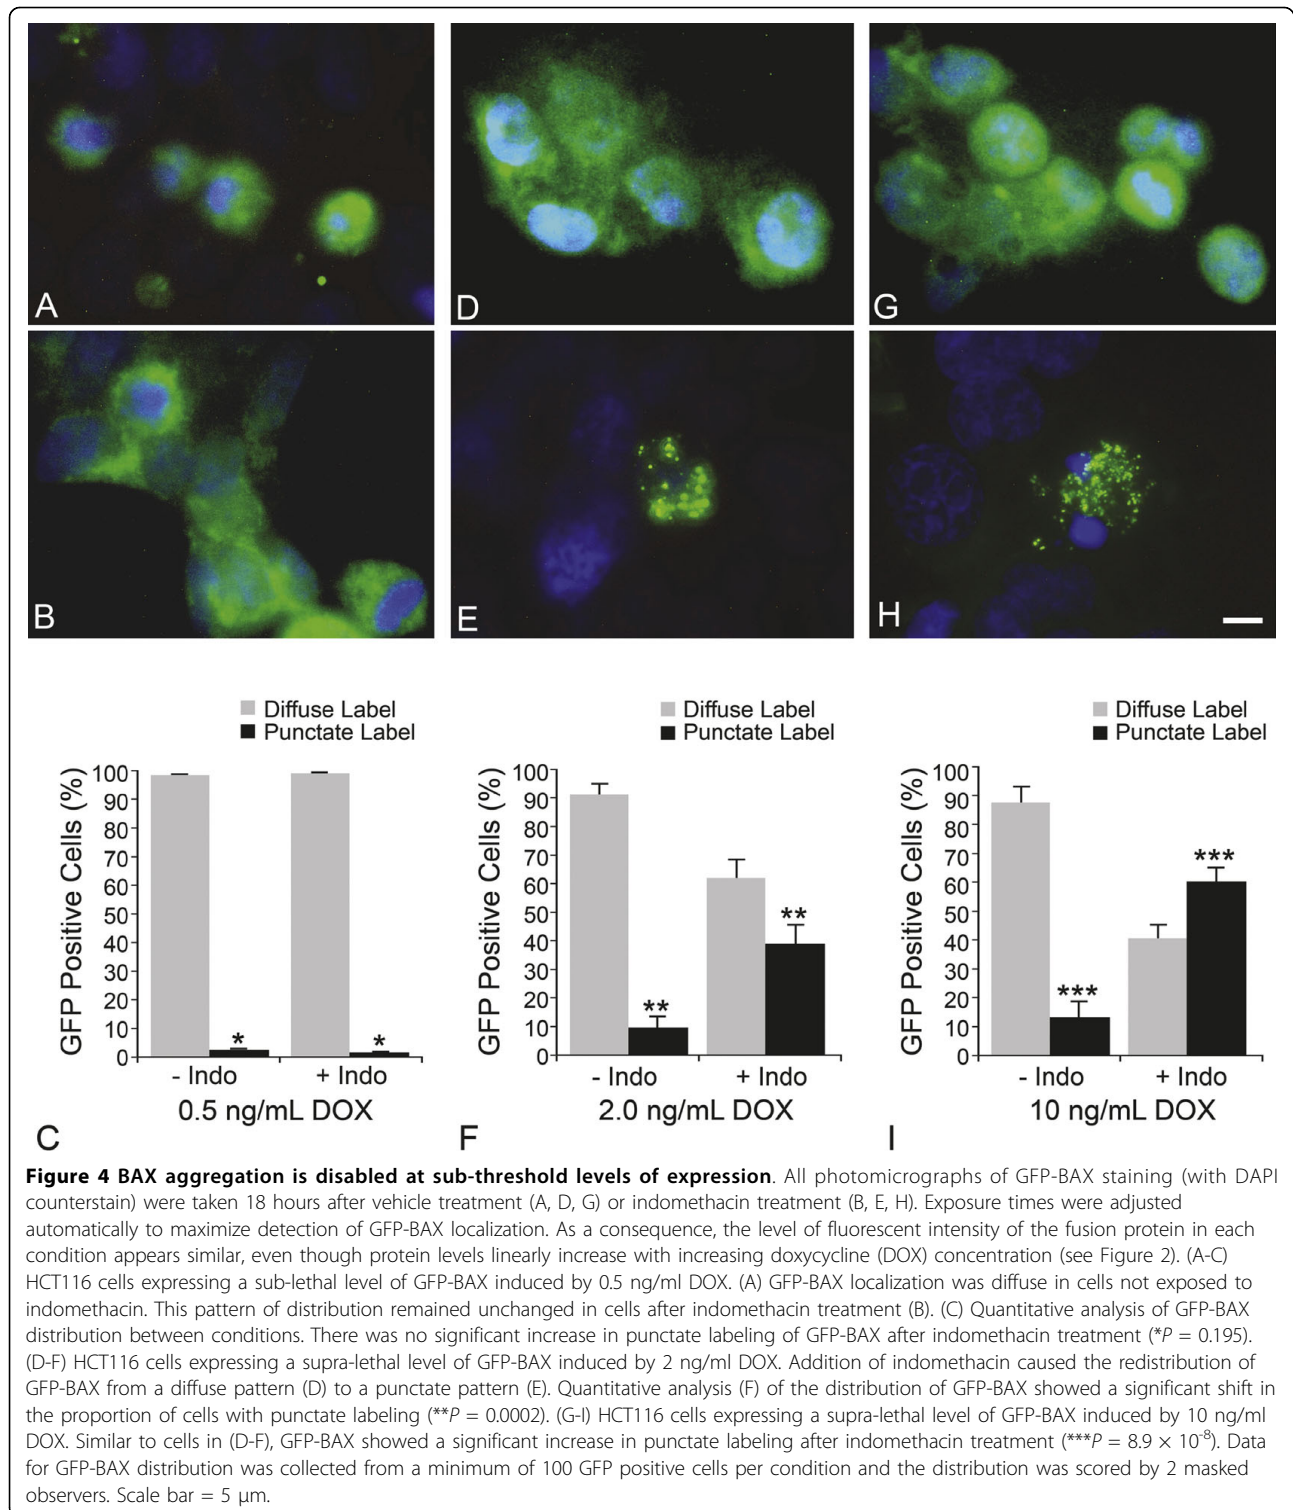 A
D
G
B
E
H
Diffuse Label
Punctate Label
GFP Positive Cells (%)
100
90
80
70
60
50
40
30
20
10
0
*
*
- Indo
+ Indo
0.5 ng/mL DOX
C
Diffuse Label
Punctate Label
GFP Positive Cells (%)
100
90
80
70
60
50
40
30
20
10
0
**
**
- Indo
+ Indo
2.0 ng/mL DOX
F
Diffuse Label
Punctate Label
GFP Positive Cells (%)
100
90
80
70
60
50
40
30
20
10
0
***
***
- Indo
+ Indo
10 ng/mL DOX
I
Figure 4 BAX aggregation is disabled at sub-threshold levels of expression. All photomicrographs of GFP-BAX staining (with DAPI
counterstain) were taken 18 hours after vehicle treatment (A, D, G) or indomethacin treatment (B, E, H). Exposure times were adjusted
automatically to maximize detection of GFP-BAX localization. As a consequence, the level of fluorescent intensity of the fusion protein in each
condition appears similar, even though protein levels linearly increase with increasing doxycycline (DOX) concentration (see Figure 2). (A-C)
HCT116 cells expressing a sub-lethal level of GFP-BAX induced by 0.5 ng/ml DOX. (A) GFP-BAX localization was diffuse in cells not exposed to
indomethacin. This pattern of distribution remained unchanged in cells after indomethacin treatment (B). (C) Quantitative analysis of GFP-BAX
distribution between conditions. There was no significant increase in punctate labeling of GFP-BAX after indomethacin treatment (*P = 0.195).
(D-F) HCT116 cells expressing a supra-lethal level of GFP-BAX induced by 2 ng/ml DOX. Addition of indomethacin caused the redistribution of
GFP-BAX from a diffuse pattern (D) to a punctate pattern (E). Quantitative analysis (F) of the distribution of GFP-BAX showed a significant shift in
the proportion of cells with punctate labeling (**P = 0.0002). (G-I) HCT116 cells expressing a supra-lethal level of GFP-BAX induced by 10 ng/ml
DOX. Similar to cells in (D-F), GFP-BAX showed a significant increase in punctate labeling after indomethacin treatment (***P = 8.9 × 10⁻⁸). Data
for GFP-BAX distribution was collected from a minimum of 100 GFP positive cells per condition and the distribution was scored by 2 masked
observers. Scale bar = 5 μm.